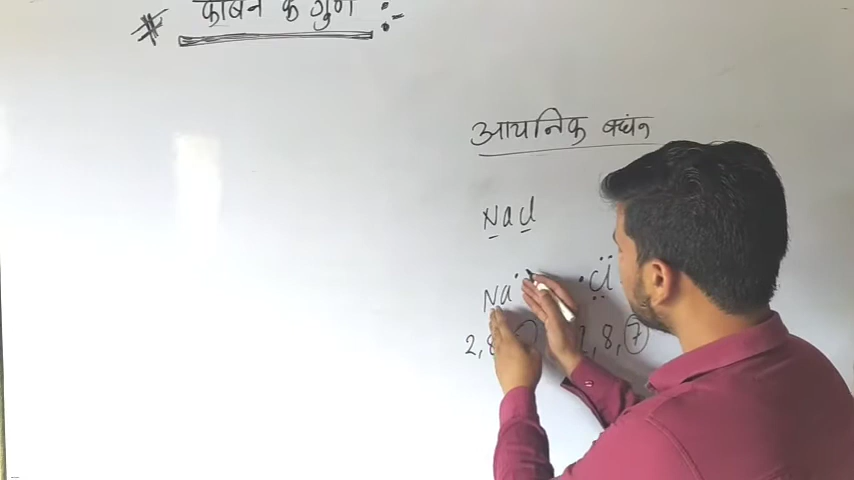 * कार्बन के गुण :-
आयनिक बंधन
NaCl
Na Cl
2, 8 2, 8, 7